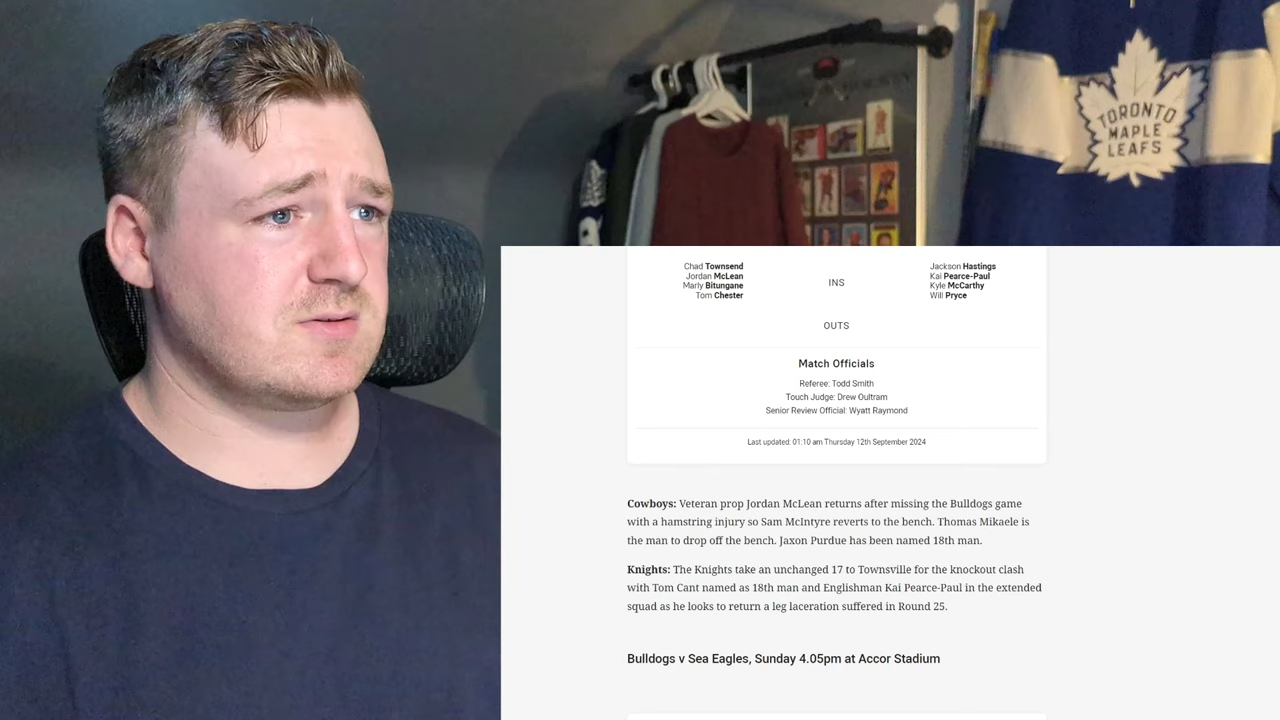 TORONTO
MAPLE
LEAFS
Chad Townsend
Jordan McLean
Marly Bitungane
Tom Chester
INS
Jackson Hastings
Kai Pearce-Paul
Kyle McCarthy
Will Pryce
OUTS
Match Officials
Referee: Todd Smith
Touch Judge: Drew Oultram
Senior Review Official: Wyatt Raymond
Last updated: 01:10 am Thursday 12th September 2024
Cowboys: Veteran prop Jordan McLean returns after missing the Bulldogs game
with a hamstring injury so Sam McIntyre reverts to the bench. Thomas Mikaele is
the man to drop off the bench. Jaxon Purdue has been named 18th man.
Knights: The Knights take an unchanged 17 to Townsville for the knockout clash
with Tom Cant named as 18th man and Englishman Kai Pearce-Paul in the extended
squad as he looks to return a leg laceration suffered in Round 25.
Bulldogs v Sea Eagles, Sunday 4.05pm at Accor Stadium